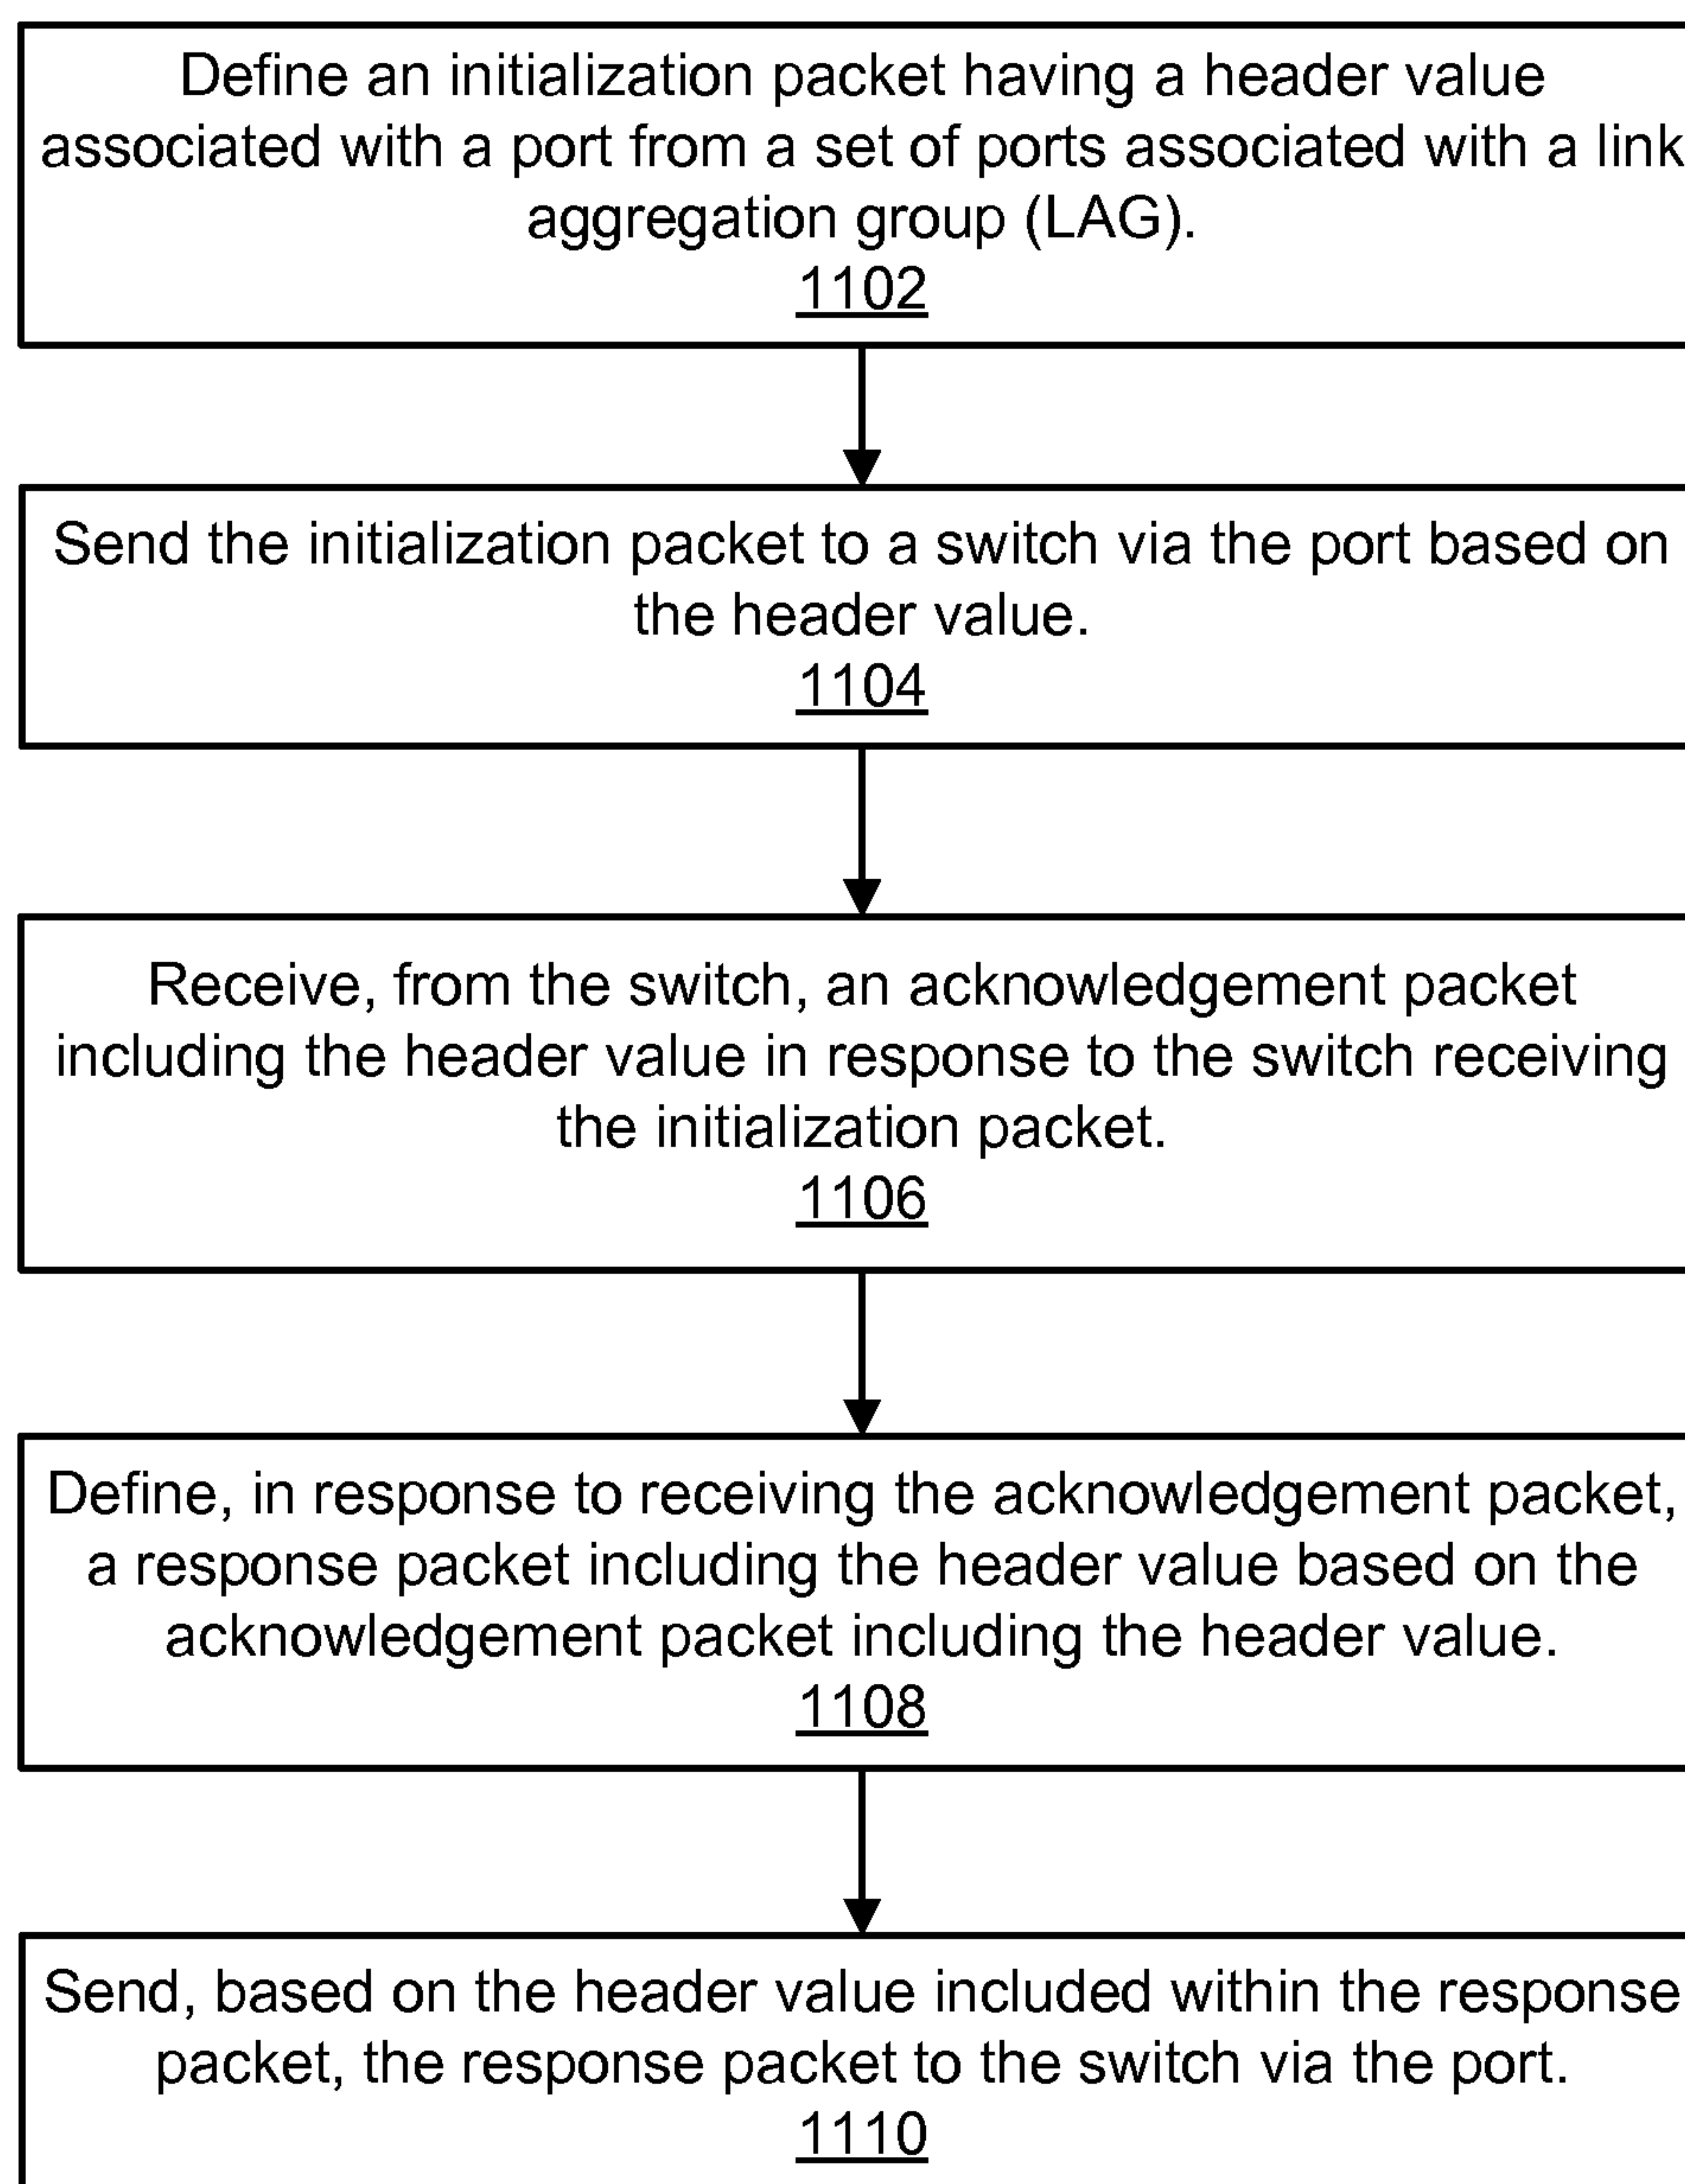 Define an initialization packet having a header value
associated with a port from a set of ports associated with a link
aggregation group (LAG).
1102
Send the initialization packet to a switch via the port based on
the header value.
1104
Receive, from the switch, an acknowledgement packet
including the header value in response to the switch receiving
the initialization packet.
1106
Define, in response to receiving the acknowledgement packet,
a response packet including the header value based on the
acknowledgement packet including the header value.
1108
Send, based on the header value included within the response
packet, the response packet to the switch via the port.
1110